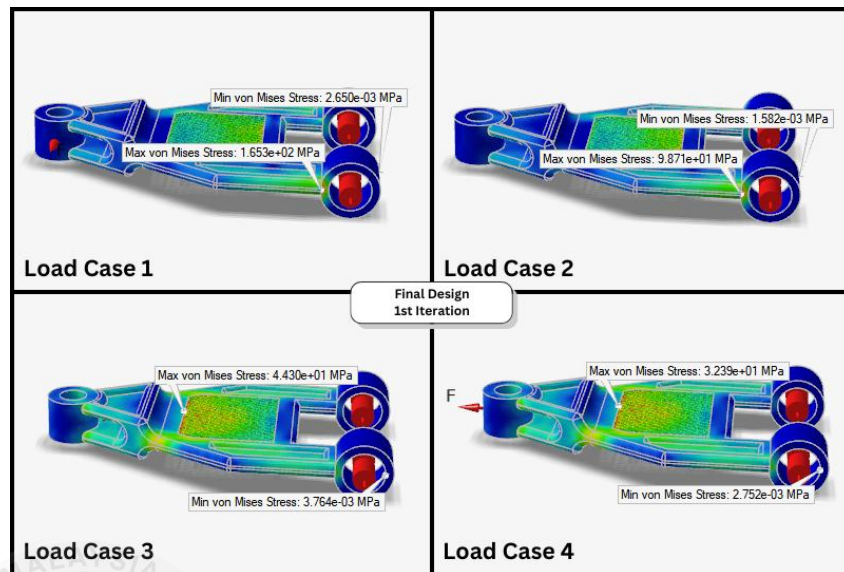 Min von Mises Stress: 2.650e-03 MPa
Max von Mises Stress: 1.653e+02 MPa
Load Case 1
Min von Mises Stress: 1.582e-03 MPa
Max von Mises Stress: 9.871e+01 MPa
Load Case 2
Final Design
1st Iteration
Max von Mises Stress: 4.430e+01 MPa
Min von Mises Stress: 3.764e-03 MPa
Load Case 3
Max von Mises Stress: 3.239e+01 MPa
F
Min von Mises Stress: 2.752e-03 MPa
Load Case 4